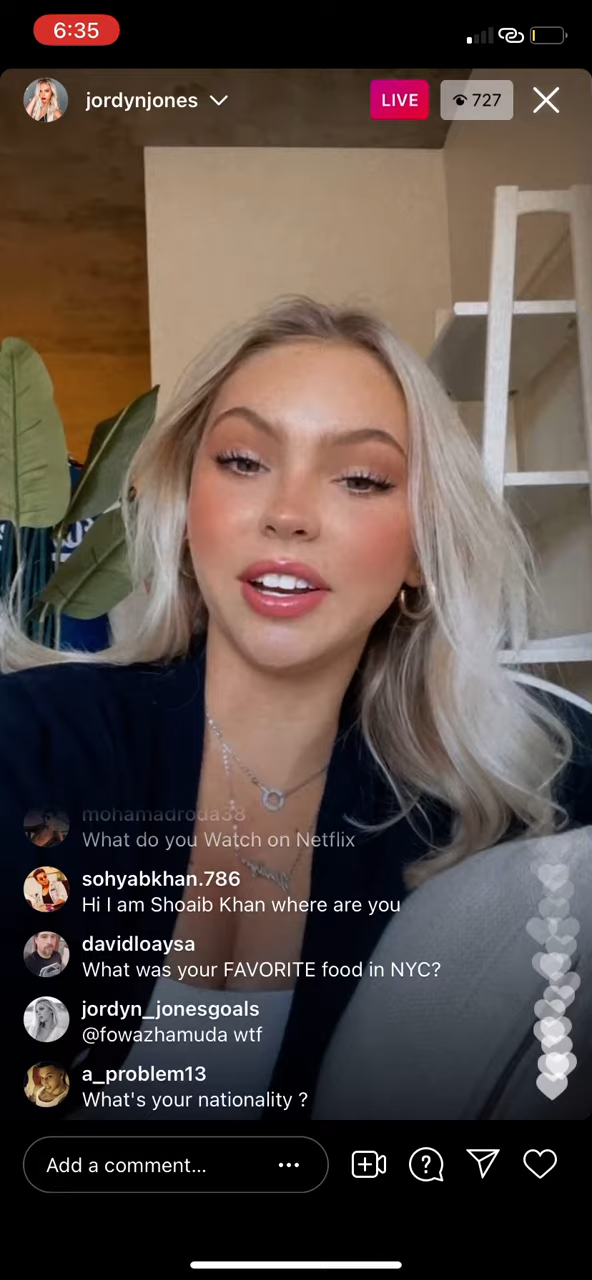 6:35
jordynjones
LIVE
727
mohamadroda38
What do you Watch on Netflix
sohyabkhan.786
Hi I am Shoaib Khan where are you
davidloaysa
What was your FAVORITE food in NYC?
jordyn_jonesgoals
@fowazhamuda wtf
a_problem13
What's your nationality ?
Add a comment...